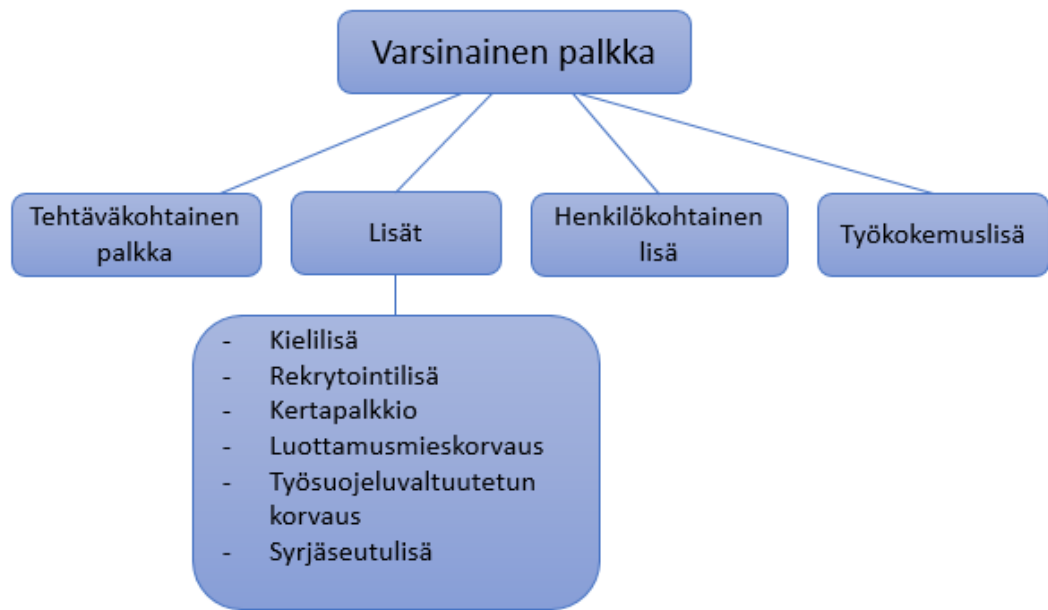 Varsinainen palkka
Tehtäväkohtainen
palkka
Lisät
Henkilökohtainen
lisä
Työkokemuslisä
- Kielilisä
- Rekrytointilisä
- Kertapalkkio
- Luottamusmieskorvaus
- Työsuojeluvaltuutetun
korvaus
- Syrjäseutulisä